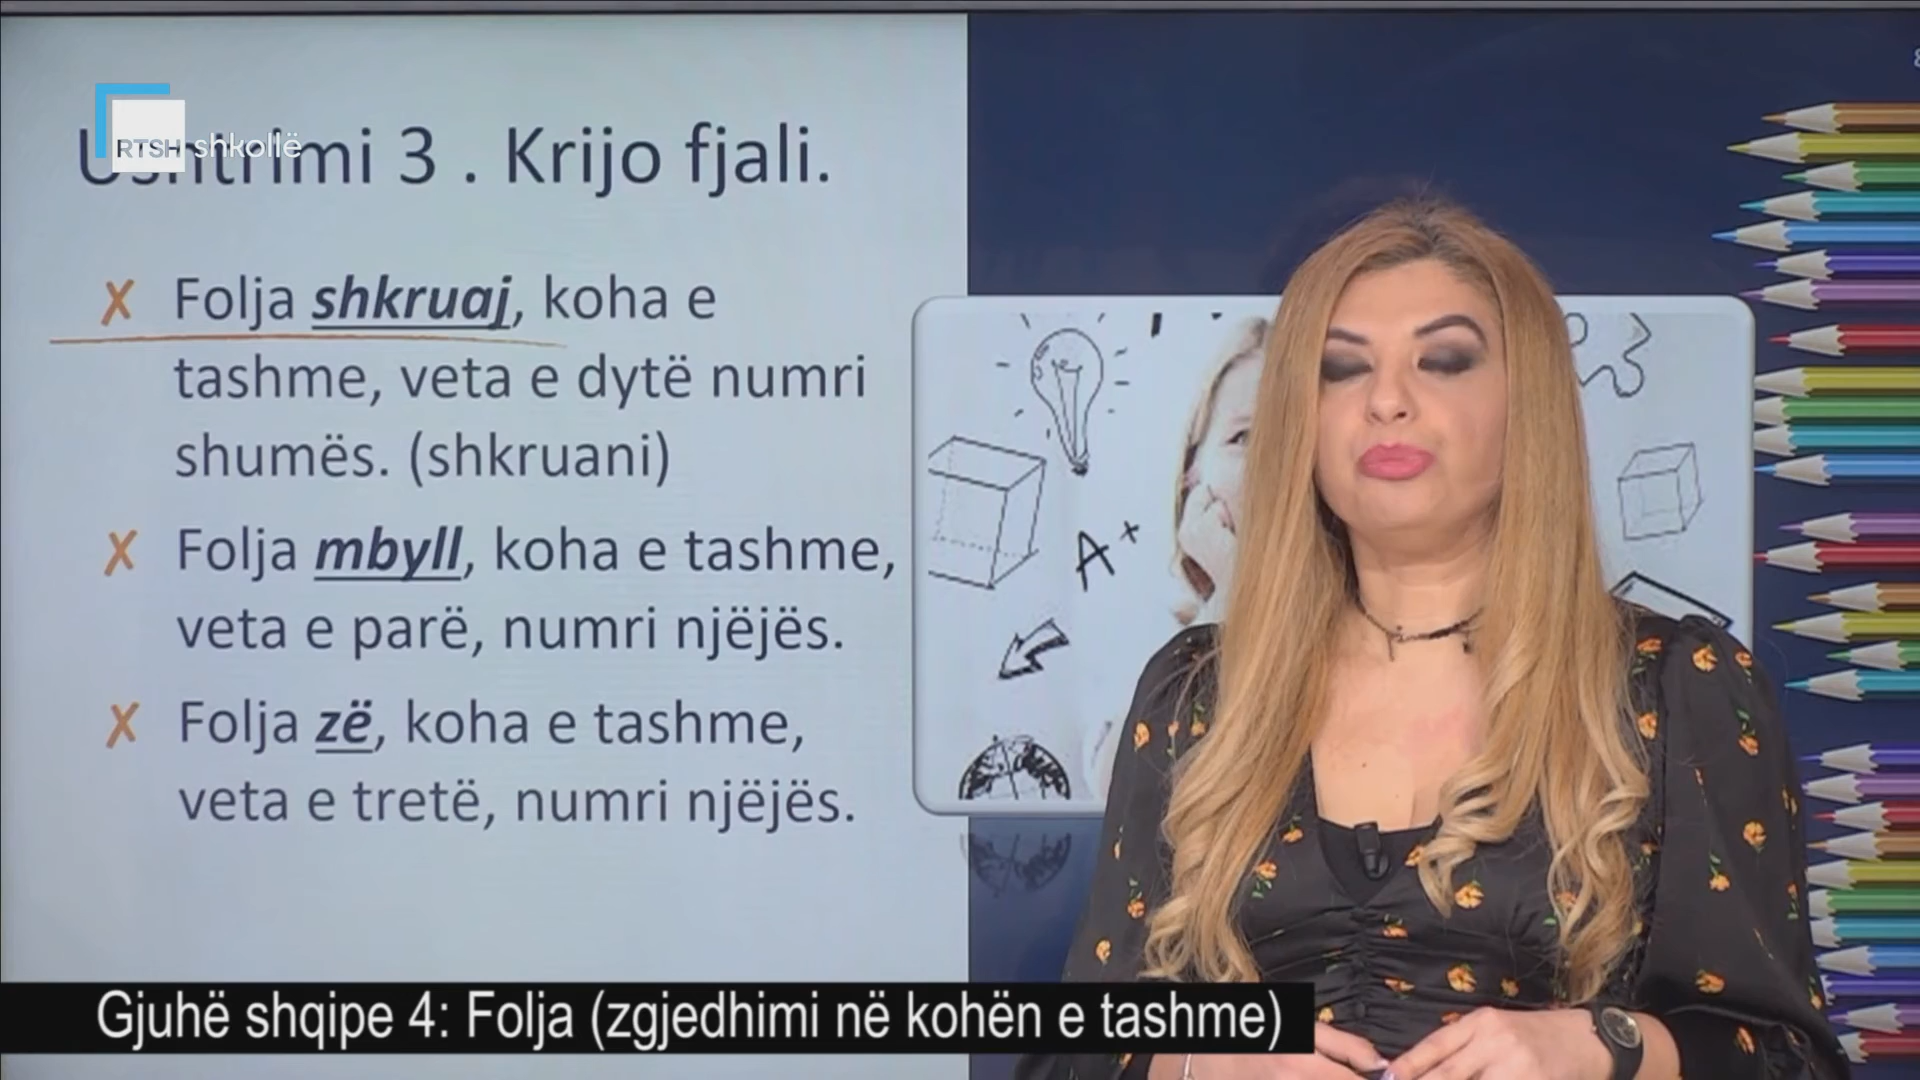 RTSH shkollë
Ushtrimi 3 . Krijo fjali.
Folja shkruaj, koha e
tashme, veta e dytë numri
shumës. (shkruani)
Folja mbyll, koha e tashme,
veta e parë, numri njëjës.
Folja zë, koha e tashme,
veta e tretë, numri njëjës.
A+
Gjuhë shqipe 4: Folja (zgjedhimi në kohën e tashme)